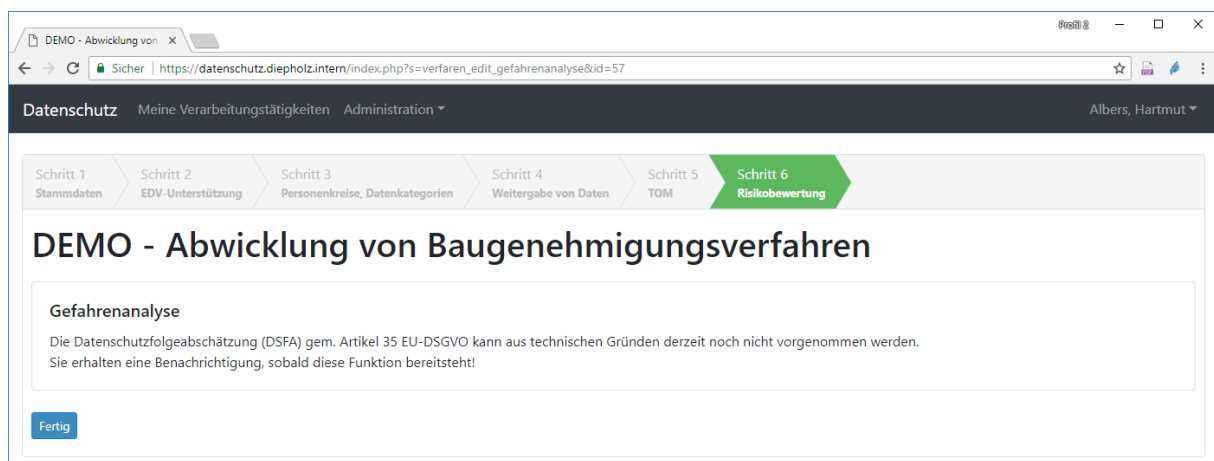 Profil 2
DEMO - Abwicklung von
Sicher | https://datenschutz.diepholz.intern/index.php?s=verfaren_edit_gefahrenanalyse&id=57
PDF
Datenschutz Meine Verarbeitungstätigkeiten Administration Albers, Hartmut
Schritt 1 Schritt 2 Schritt 3 Schritt 4 Schritt 5 Schritt 6
Stammdaten EDV-Unterstützung Personenkreise, Datenkategorien Weitergabe von Daten TOM Risikobewertung
DEMO - Abwicklung von Baugenehmigungsverfahren
Gefahrenanalyse
Die Datenschutzfolgeabschätzung (DSFA) gem. Artikel 35 EU-DSGVO kann aus technischen Gründen derzeit noch nicht vorgenommen werden.
Sie erhalten eine Benachrichtigung, sobald diese Funktion bereitsteht!
Fertig